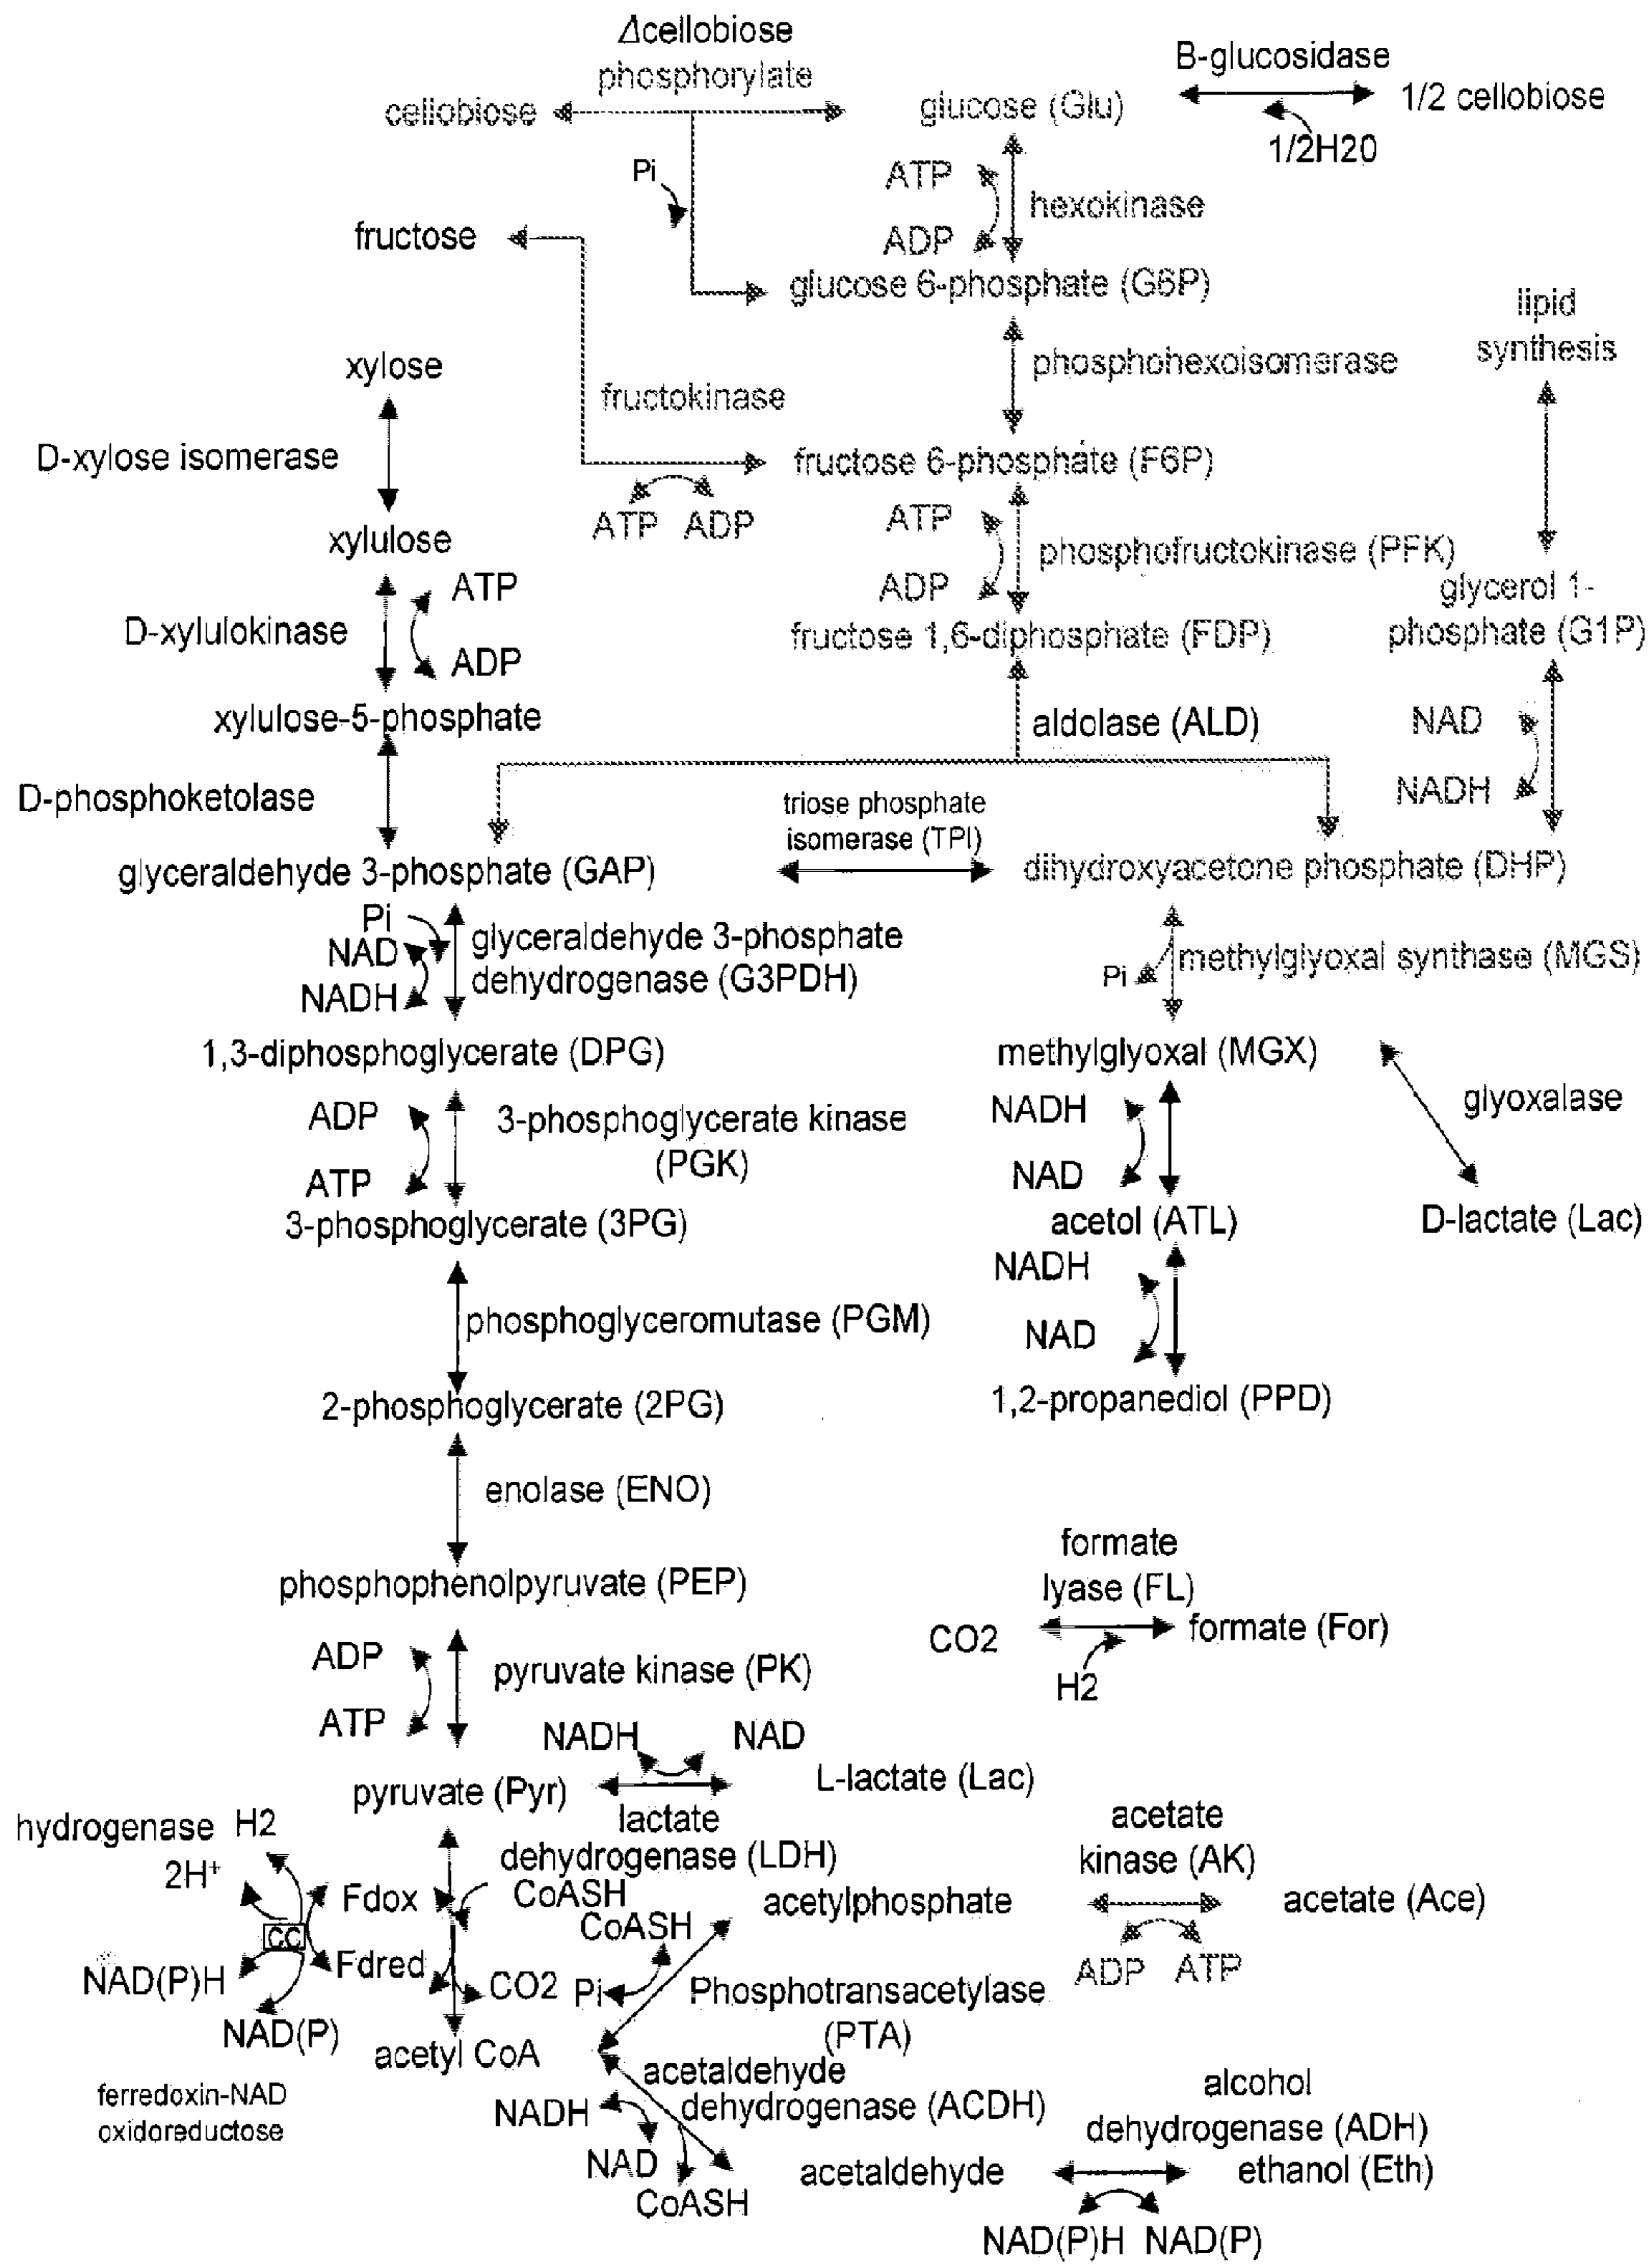 Δcellobiose
phosphorylate
cellobiose
glucose (Glu)
B-glucosidase
1/2 cellobiose
1/2H20
Pi
ATP
ADP
hexokinase
fructose
glucose 6-phosphate (G6P)
lipid
synthesis
xylose
phosphohexoisomerase
fructokinase
D-xylose isomerase
fructose 6-phosphate (F6P)
ATP ADP
xylulose
ATP
ADP
phosphofructokinase (PFK)
D-xylulokinase
ATP
ADP
fructose 1,6-diphosphate (FDP)
glycerol 1-
phosphate (G1P)
xylulose-5-phosphate
aldolase (ALD)
NAD
NADH
D-phosphoketolase
triose phosphate
isomerase (TPI)
glyceraldehyde 3-phosphate (GAP)
dihydroxyacetone phosphate (DHP)
Pi
NAD
NADH
glyceraldehyde 3-phosphate
dehydrogenase (G3PDH)
Pi
methylglyoxal synthase (MGS)
1,3-diphosphoglycerate (DPG)
methylglyoxal (MGX)
ADP
ATP
3-phosphoglycerate kinase
(PGK)
NADH
NAD
glyoxalase
3-phosphoglycerate (3PG)
acetol (ATL)
D-lactate (Lac)
NADH
NAD
phosphoglyceromutase (PGM)
2-phosphoglycerate (2PG)
1,2-propanediol (PPD)
enolase (ENO)
phosphophenolpyruvate (PEP)
formate
lyase (FL)
CO2
formate (For)
H2
ADP
ATP
pyruvate kinase (PK)
NADH NAD
pyruvate (Pyr)
L-lactate (Lac)
lactate
dehydrogenase (LDH)
hydrogenase H2
2H+
Fdox
CoASH
CC
Fdred
NAD(P)H
NAD(P)
CO2
CoASH
Pi
acetylphosphate
acetate
kinase (AK)
acetate (Ace)
ADP ATP
Phosphotransacetylase
(PTA)
acetyl CoA
ferredoxin-NAD
oxidoreductose
acetaldehyde
dehydrogenase (ACDH)
NADH
NAD
CoASH
acetaldehyde
alcohol
dehydrogenase (ADH)
ethanol (Eth)
NAD(P)H NAD(P)